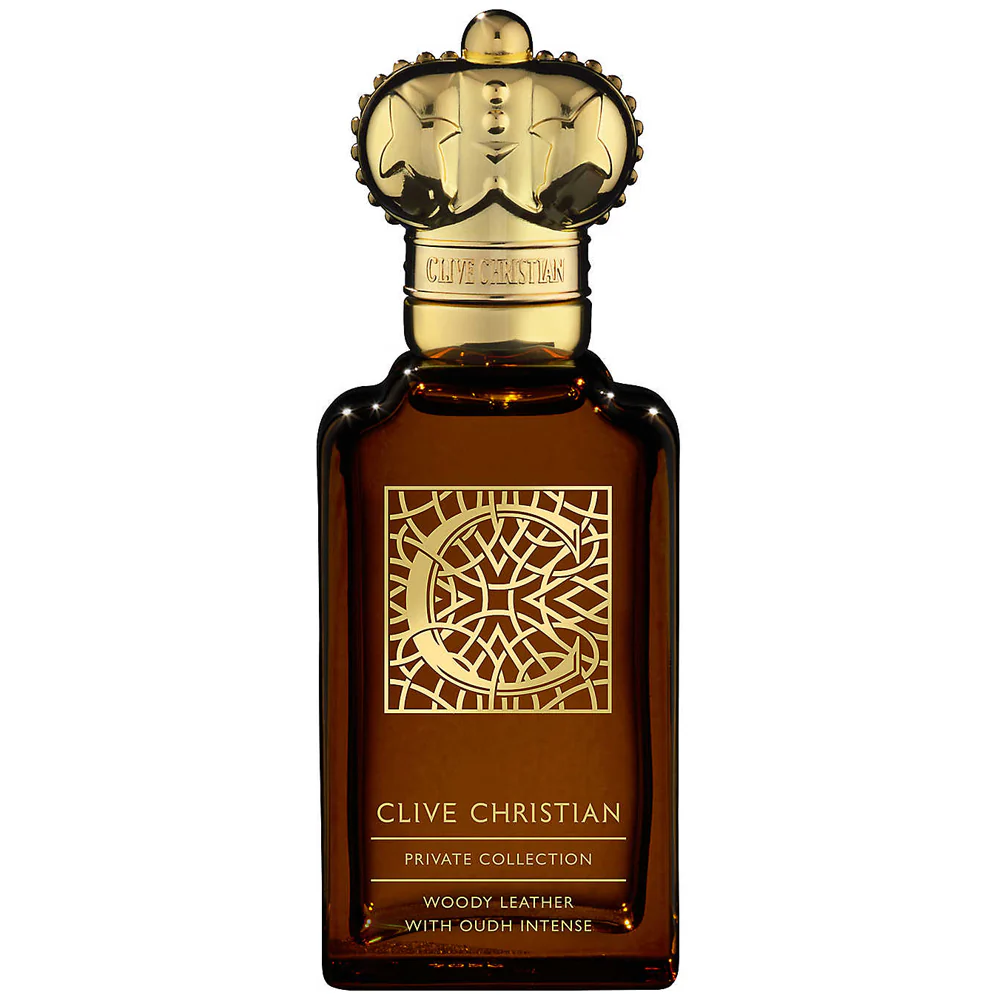 CLIVE CHRISTIAN
C
CLIVE CHRISTIAN
PRIVATE COLLECTION
WOODY LEATHER
WITH OUDH INTENSE